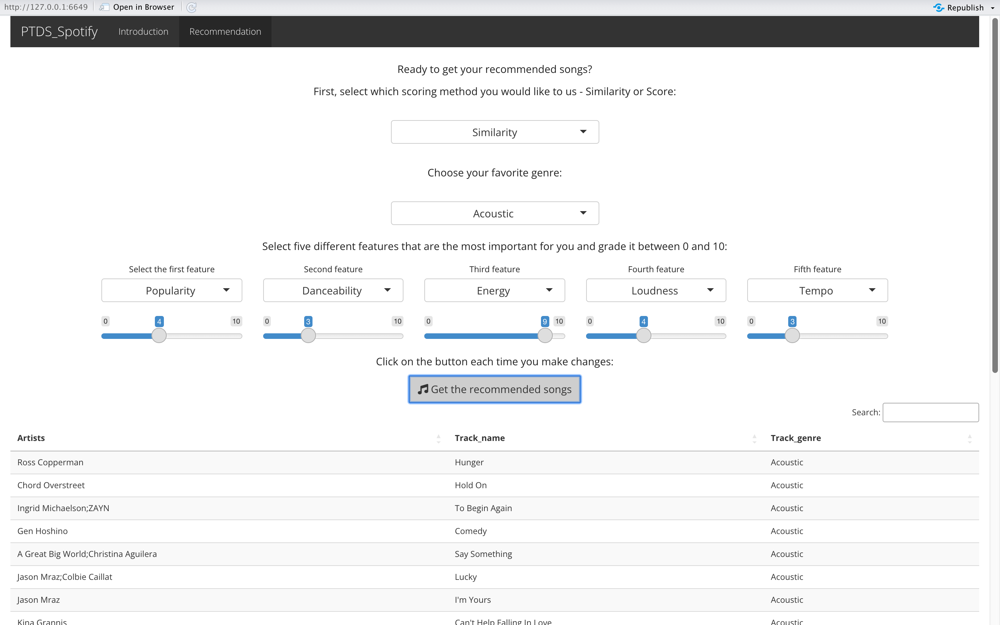 http://127.0.0.1:6649 Open in Browser Republish
PTDS_Spotify Introduction Recommendation
Ready to get your recommended songs?
First, select which scoring method you would like to us - Similarity or Score:
Similarity
Choose your favorite genre:
Acoustic
Select five different features that are the most important for you and grade it between 0 and 10:
Select the first feature Second feature Third feature Fourth feature Fifth feature
Popularity Danceability Energy Loudness Tempo
0 4 10 0 3 10 0 9 10 0 4 10 0 3 10
Click on the button each time you make changes:
Get the recommended songs
Search:
Artists Track_name Track_genre
Ross Copperman Hunger Acoustic
Chord Overstreet Hold On Acoustic
Ingrid Michaelson;ZAYN To Begin Again Acoustic
Gen Hoshino Comedy Acoustic
A Great Big World;Christina Aguilera Say Something Acoustic
Jason Mraz;Colbie Caillat Lucky Acoustic
Jason Mraz I'm Yours Acoustic
Kina Grannis Can't Help Falling In Love Acoustic